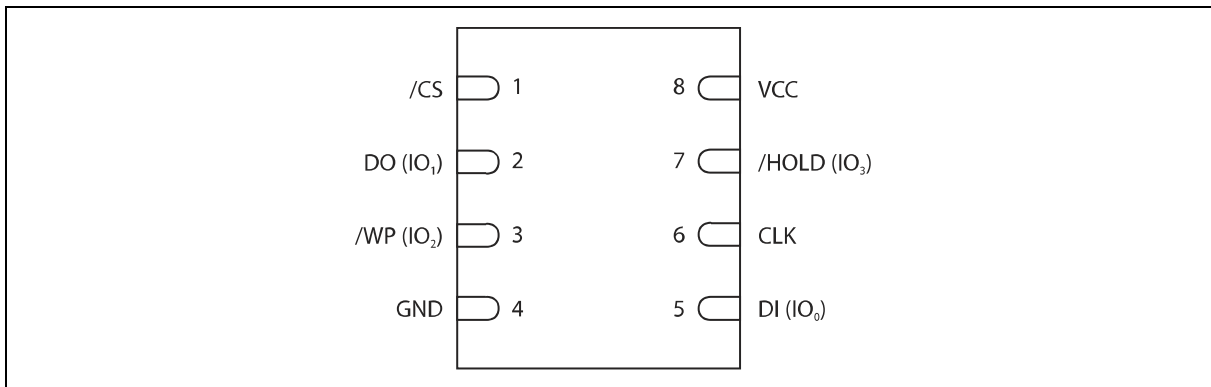 /CS 1 8 VCC
DO (IO₁) 2 7 /HOLD (IO₃)
/WP (IO₂) 3 6 CLK
GND 4 5 DI (IO₀)